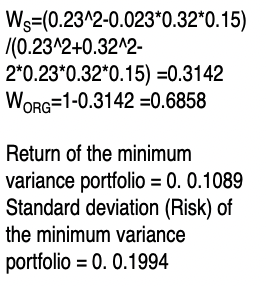 W_S=(0.23^2-0.023*0.32*0.15)
/(0.23^2+0.32^2-
2*0.23*0.32*0.15) =0.3142
W_ORG=1-0.3142 =0.6858
Return of the minimum
variance portfolio = 0. 0.1089
Standard deviation (Risk) of
the minimum variance
portfolio = 0. 0.1994